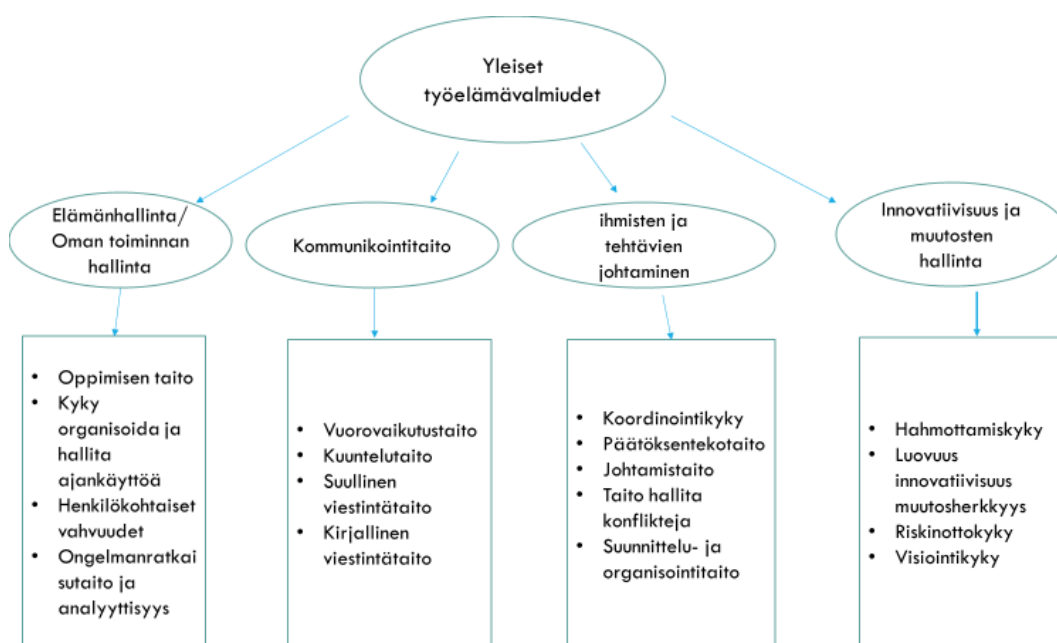 Yleiset
työelämävalmiudet
Elämänhallinta/
Oman toiminnan
hallinta
Kommunikointitaito
ihmisten ja
tehtävien
johtaminen
Innovatiivisuus ja
muutosten
hallinta
• Oppimisen taito
• Kyky
organisoida ja
hallita
ajankäyttöä
• Henkilökohtaiset
vahvuudet
• Ongelmanratkai
sutaito ja
analyyttisyys
• Vuorovaikutustaito
• Kuuntelutaito
• Suullinen
viestintätaito
• Kirjallinen
viestintätaito
• Koordinointikyky
• Päätöksentekotaito
• Johtamistaito
• Taito hallita
konflikteja
• Suunnittelu- ja
organisointitaito
• Hahmottamiskyky
• Luovuus
innovatiivisuus
muutosherkkyys
• Riskinottokyky
• Visiointikyky